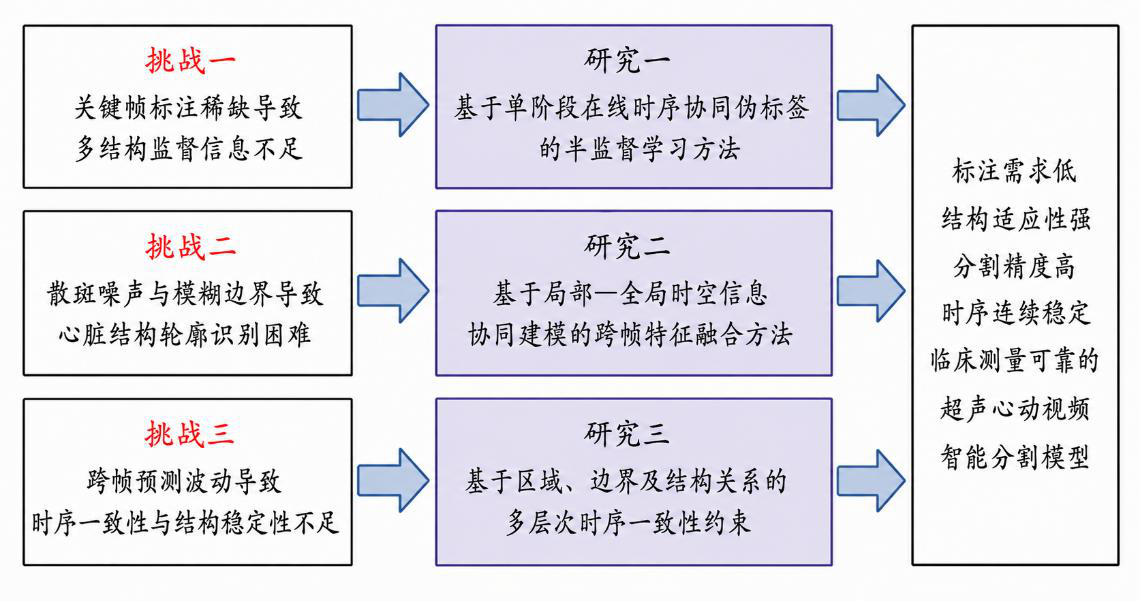 挑战一
关键帧标注稀缺导致
多结构监督信息不足
研究一
基于单阶段在线时序协同伪标签
的半监督学习方法
挑战二
散斑噪声与模糊边界导致
心脏结构轮廓识别困难
研究二
基于局部—全局时空信息
协同建模的跨帧特征融合方法
挑战三
跨帧预测波动导致
时序一致性与结构稳定性不足
研究三
基于区域、边界及结构关系的
多层次时序一致性约束
标注需求低
结构适应性强
分割精度高
时序连续稳定
临床测量可靠的
超声心动视频
智能分割模型